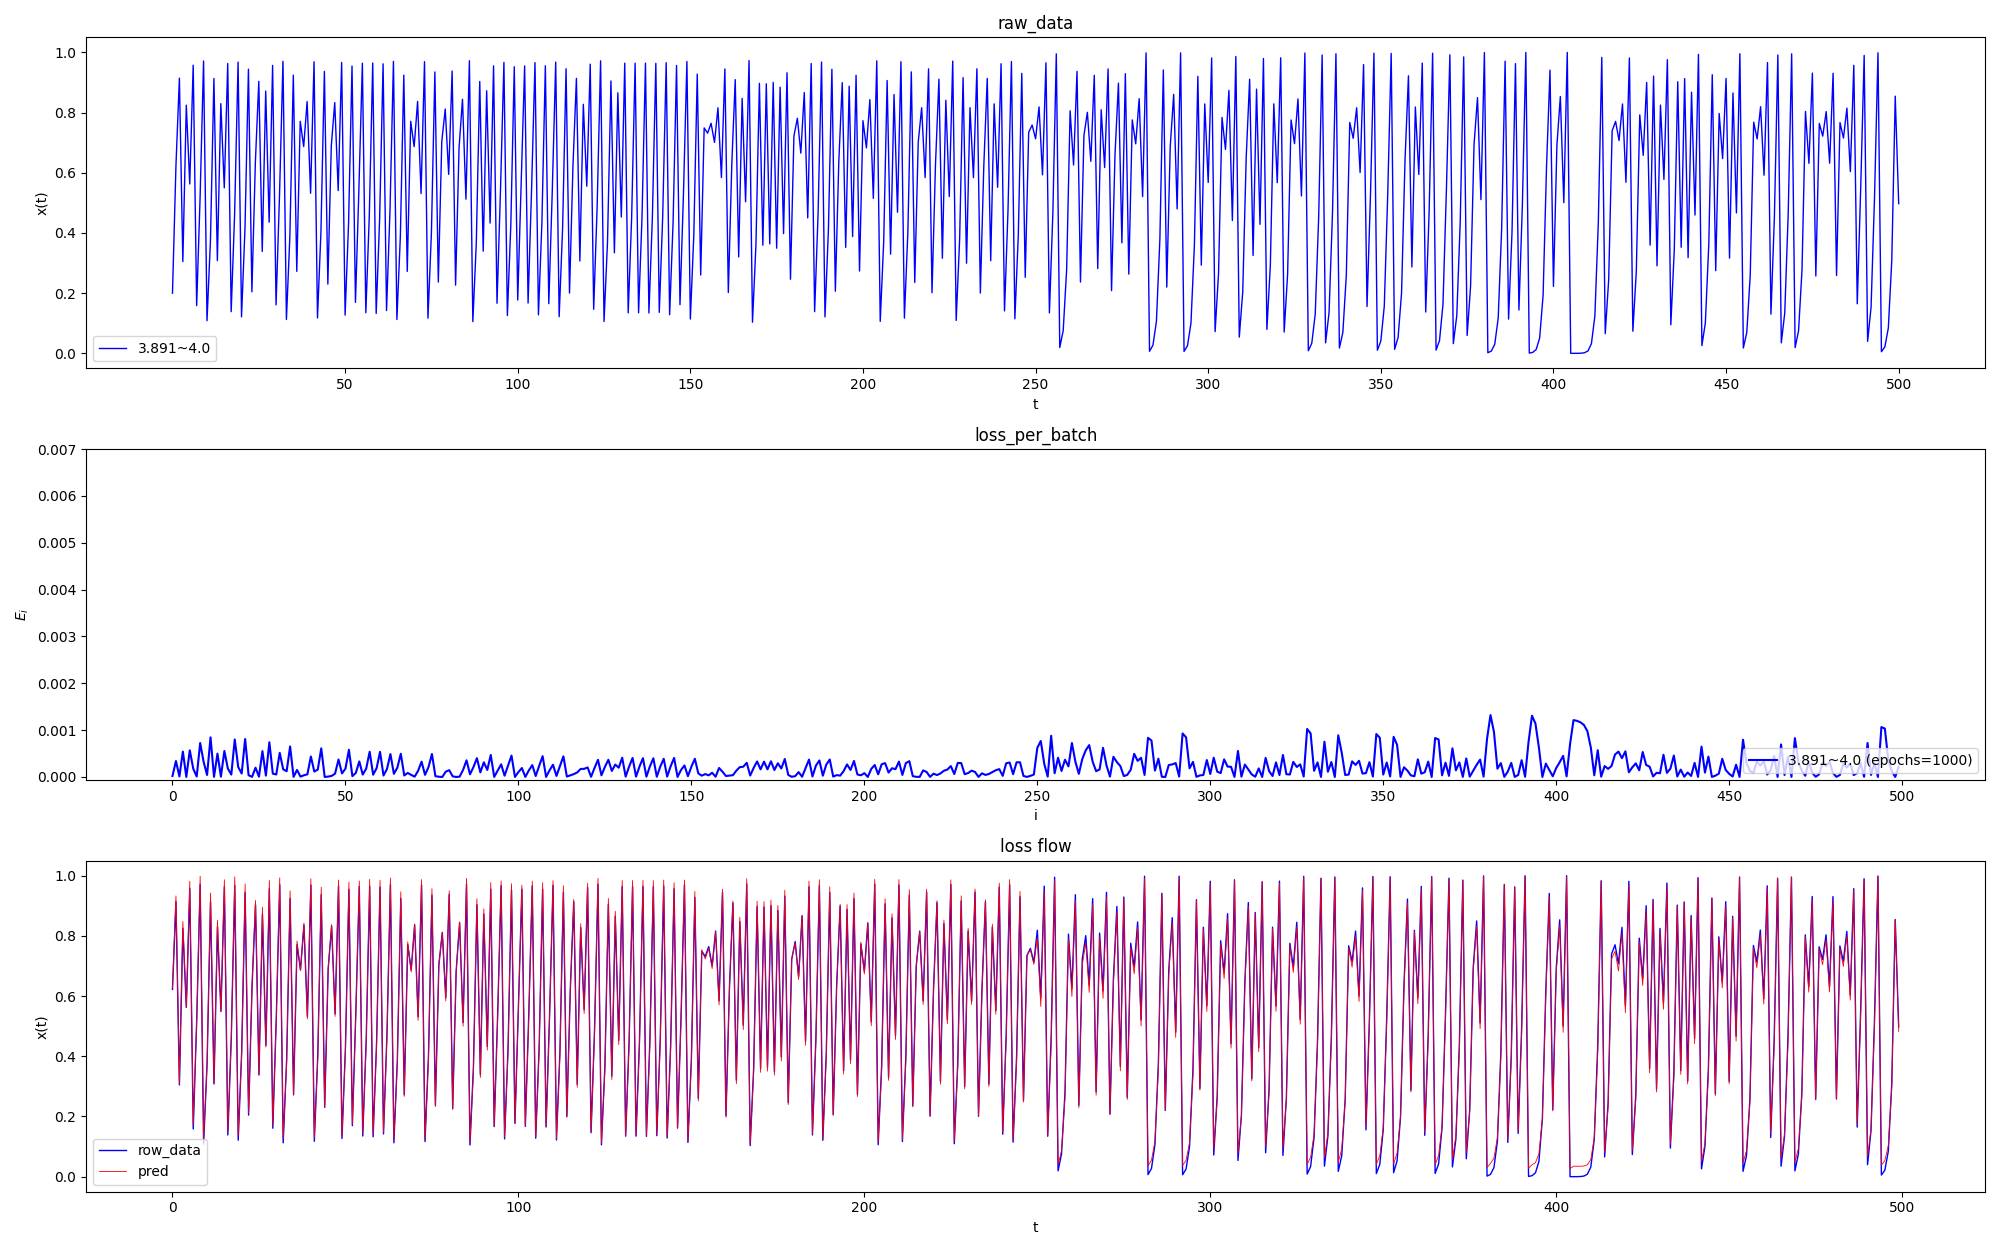 raw_data
1.0
0.8
0.6
0.4
0.2
0.0
x(t)
3.891~4.0
50 100 150 200 250 300 350 400 450 500
t
loss_per_batch
0.007
0.006
0.005
0.004
0.003
0.002
0.001
0.000
E_i
3.891~4.0 (epochs=1000)
0 50 100 150 200 250 300 350 400 450 500
i
loss flow
1.0
0.8
0.6
0.4
0.2
0.0
x(t)
row_data
pred
0 100 200 300 400 500
t